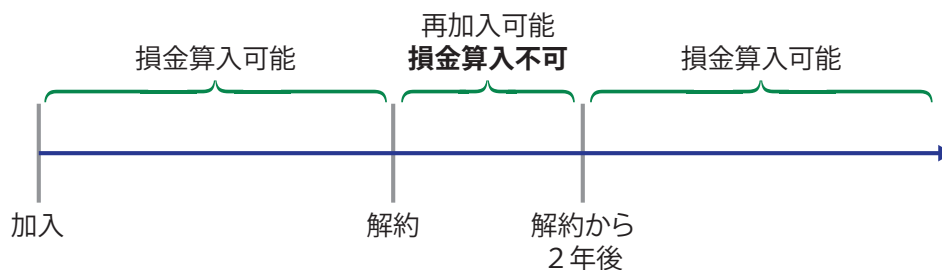 再加入可能
損金算入可能
損金算入不可
損金算入可能
加入
解約
解約から
２年後